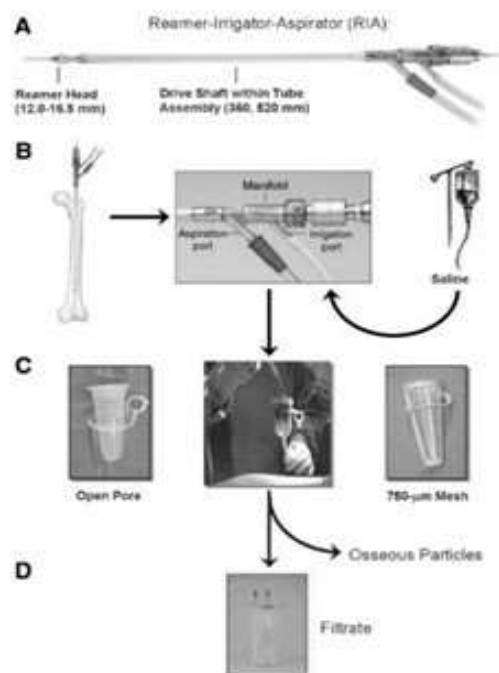 A
Reamer-Irrigator-Aspirator (RIA)
Reamer Head
(12.0-16.5 mm)
Drive Shaft within Tube
Assembly (360, 520 mm)
B
Manifold
Aspiration
port
Irrigation
port
Saline
C
Open Pore
750-μm Mesh
Osseous Particles
D
Filtrate